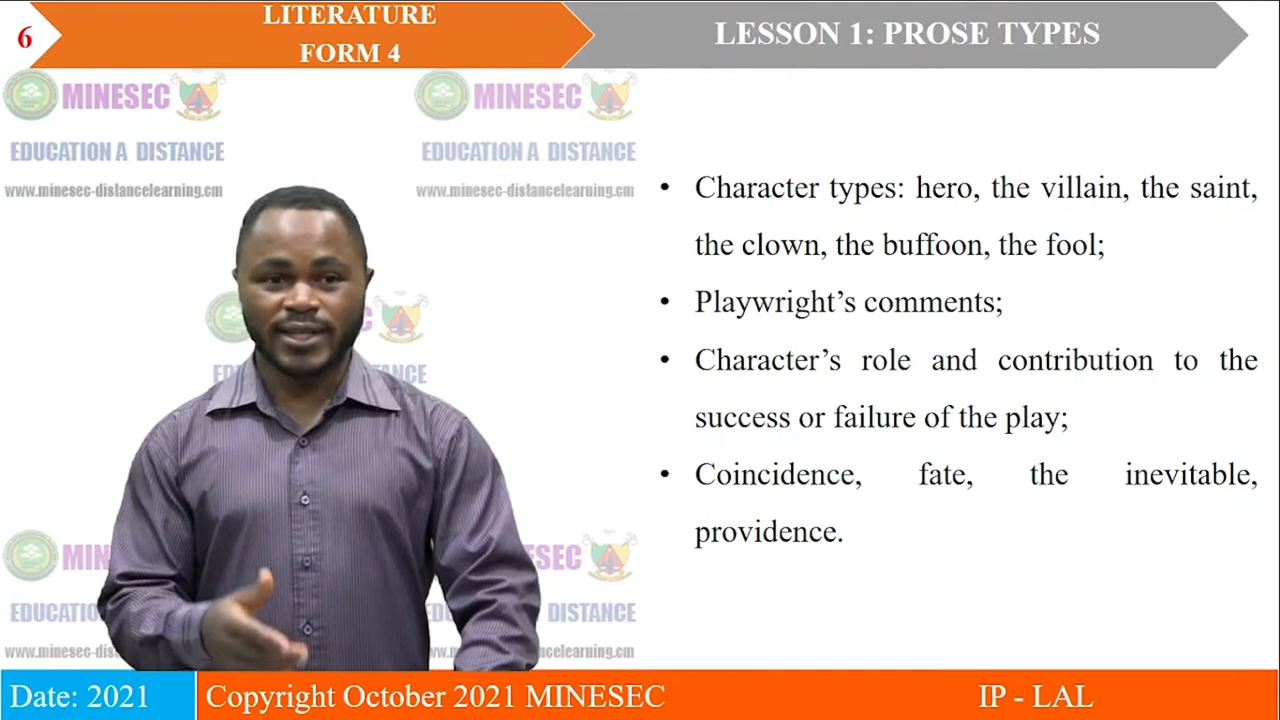 6
LITERATURE
FORM 4
LESSON 1: PROSE TYPES
MINESEC
MINESEC
EDUCATION A DISTANCE
EDUCATION A DISTANCE
www.minesec-distancelearning.cm
www.minesec-distancelearning.cm
• Character types: hero, the villain, the saint,
the clown, the buffoon, the fool;
• Playwright’s comments;
• Character’s role and contribution to the
success or failure of the play;
• Coincidence, fate, the inevitable,
providence.
EDUCATION DISTANCE
Date: 2021
Copyright October 2021 MINESEC
IP - LAL